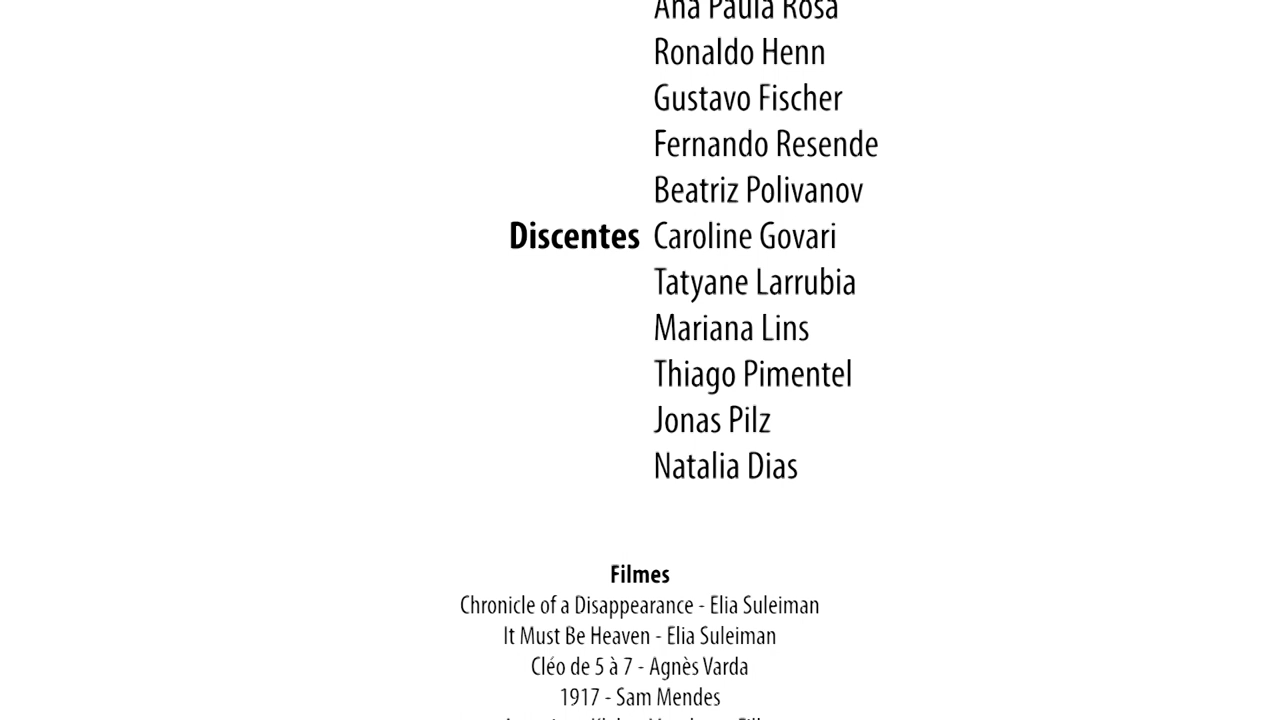 Ana Paula Rosa
Ronaldo Henn
Gustavo Fischer
Fernando Resende
Beatriz Polivanov
Discentes Caroline Govari
Tatyane Larrubia
Mariana Lins
Thiago Pimentel
Jonas Pilz
Natalia Dias
Filmes
Chronicle of a Disappearance - Elia Suleiman
It Must Be Heaven - Elia Suleiman
Cléo de 5 à 7 - Agnès Varda
1917 - Sam Mendes